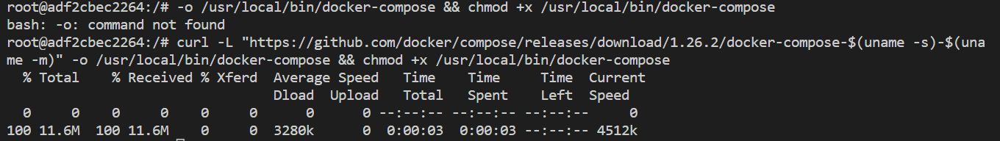 root@adf2cbec2264:/# -o /usr/local/bin/docker-compose && chmod +x /usr/local/bin/docker-compose
bash: -o: command not found
root@adf2cbec2264:/# curl -L "https://github.com/docker/compose/releases/download/1.26.2/docker-compose-$(uname -s)-$(una
me -m)" -o /usr/local/bin/docker-compose && chmod +x /usr/local/bin/docker-compose
  % Total    % Received % Xferd  Average Speed   Time    Time     Time  Current
                                 Dload  Upload   Total   Spent    Left  Speed
  0     0    0     0    0     0      0      0 --:--:-- --:--:-- --:--:--     0
100 11.6M  100 11.6M    0     0  3280k      0  0:00:03  0:00:03 --:--:-- 4512k